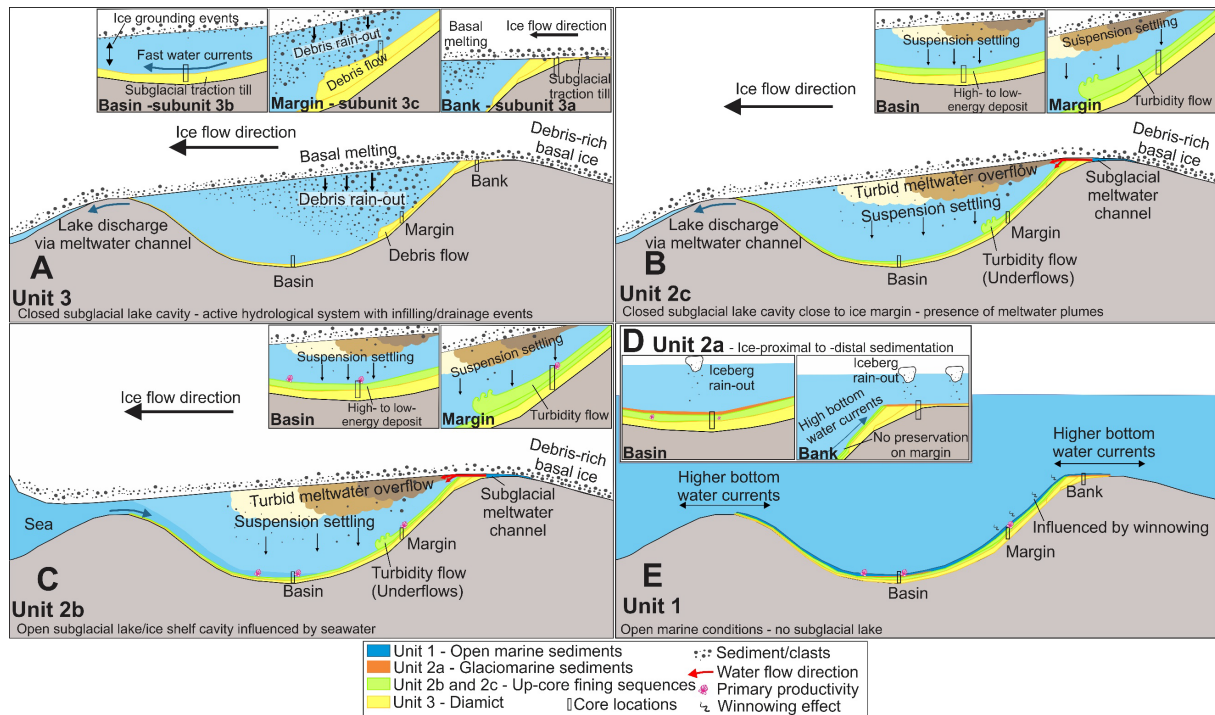 Ice grounding events
Fast water currents
Subglacial traction till
Basin -subunit 3b
Debris rain-out
Debris flow
Margin - subunit 3c
Basal melting
Ice flow direction
Subglacial
traction till
Bank - subunit 3a
Ice flow direction
Basal melting
Debris-rich
basal ice
Debris rain-out
Bank
Margin
Debris flow
Lake discharge
via meltwater channel
Basin
A
Unit 3
Closed subglacial lake cavity - active hydrological system with infilling/drainage events
Suspension settling
High- to low-
energy deposit
Basin
Suspension settling
Turbidity flow
Margin
Ice flow direction
Debris-rich
basal ice
Turbid meltwater overflow
Suspension settling
Subglacial
meltwater
channel
Margin
Turbidity flow
(Underflows)
Lake discharge
via meltwater channel
Basin
B
Unit 2c
Closed subglacial lake cavity close to ice margin - presence of meltwater plumes
Suspension settling
High- to low-
energy deposit
Basin
Suspension settling
Turbidity flow
Margin
Ice flow direction
Debris-rich
basal ice
Turbid meltwater overflow
Suspension settling
Subglacial
meltwater
channel
Sea
Margin
Turbidity flow
(Underflows)
Basin
C
Unit 2b
Open subglacial lake/ice shelf cavity influenced by seawater
D Unit 2a - Ice-proximal to -distal sedimentation
Iceberg
rain-out
Basin
Iceberg
rain-out
High bottom
water currents
No preservation
on margin
Bank
Higher bottom
water currents
Higher bottom
water currents
Bank
Influenced by winnowing
Margin
Basin
E
Unit 1
Open marine conditions - no subglacial lake
Unit 1 - Open marine sediments
Unit 2a - Glaciomarine sediments
Unit 2b and 2c - Up-core fining sequences
Unit 3 - Diamict
Core locations
Sediment/clasts
Water flow direction
Primary productivity
Winnowing effect